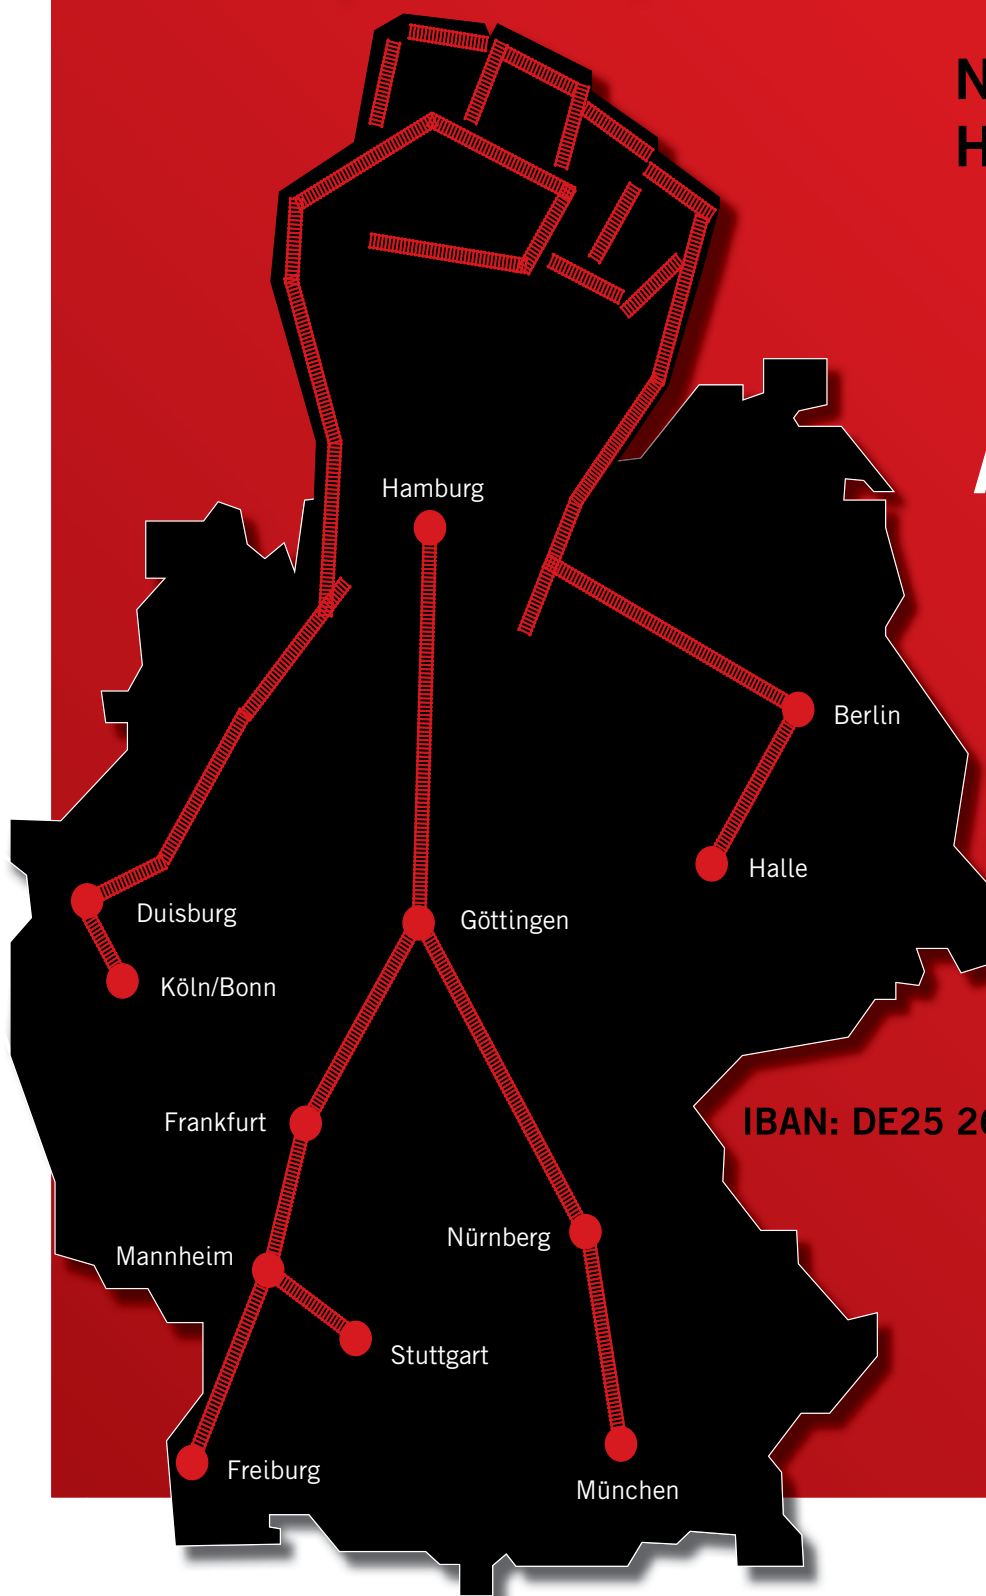 Hamburg
Berlin
Halle
Duisburg
Göttingen
Köln/Bonn
Frankfurt
IBAN: DE25
Nürnberg
Mannheim
Stuttgart
Freiburg
München